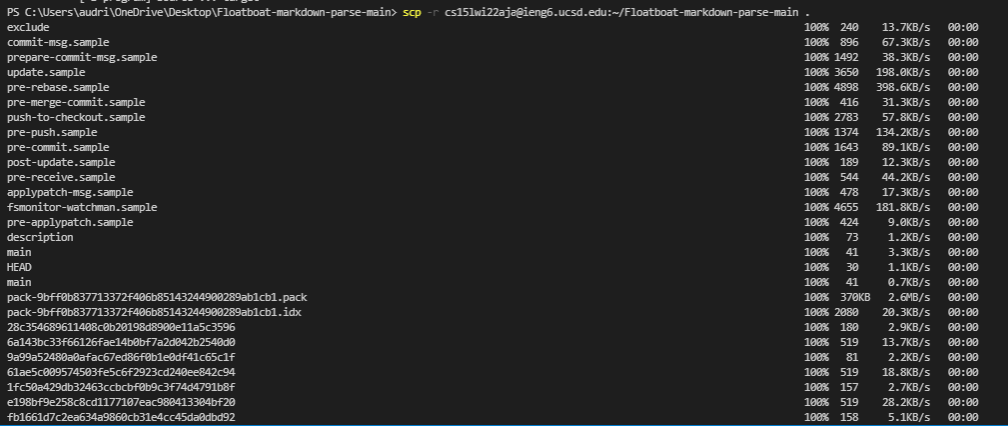 PS C:\Users\audri\OneDrive\Desktop\Floatboat-markdown-parse-main> scp -r cs15lwi22aja@ieng6.ucsd.edu:~/Floatboat-markdown-parse-main .
exclude 100% 240 13.7KB/s 00:00
commit-msg.sample 100% 896 67.3KB/s 00:00
prepare-commit-msg.sample 100% 1492 38.3KB/s 00:00
update.sample 100% 3650 198.0KB/s 00:00
pre-rebase.sample 100% 4898 398.6KB/s 00:00
pre-merge-commit.sample 100% 416 31.3KB/s 00:00
push-to-checkout.sample 100% 2783 57.8KB/s 00:00
pre-push.sample 100% 1374 134.2KB/s 00:00
pre-commit.sample 100% 1643 89.1KB/s 00:00
post-update.sample 100% 189 12.3KB/s 00:00
pre-receive.sample 100% 544 44.2KB/s 00:00
applypatch-msg.sample 100% 478 17.3KB/s 00:00
fsmonitor-watchman.sample 100% 4655 181.8KB/s 00:00
pre-applypatch.sample 100% 424 9.0KB/s 00:00
description 100% 73 1.2KB/s 00:00
main 100% 41 3.3KB/s 00:00
HEAD 100% 30 1.1KB/s 00:00
main 100% 41 0.7KB/s 00:00
pack-9bff0b837713372f406b85143244900289ab1cb1.pack 100% 370KB 2.6MB/s 00:00
pack-9bff0b837713372f406b85143244900289ab1cb1.idx 100% 2080 20.3KB/s 00:00
28c354689611408c0b20198d8900e11a5c3596 100% 180 2.9KB/s 00:00
6a143bc33f66126fae14b0bf7a2d042b2540d0 100% 519 13.7KB/s 00:00
9a99a52480a0afac67ed86f0b1e0df41c65c1f 100% 81 2.2KB/s 00:00
61ae5c009574503fe5c6f2923cd240ee842c94 100% 519 18.8KB/s 00:00
1fc50a429db32463ccbcbf0b9c3f74d4791b8f 100% 157 2.7KB/s 00:00
e198bf9e258c8cd1177107eac980413304bf20 100% 519 28.2KB/s 00:00
fb1661d7c2ea634a9860cb31e4cc45da0dbd92 100% 158 5.1KB/s 00:00